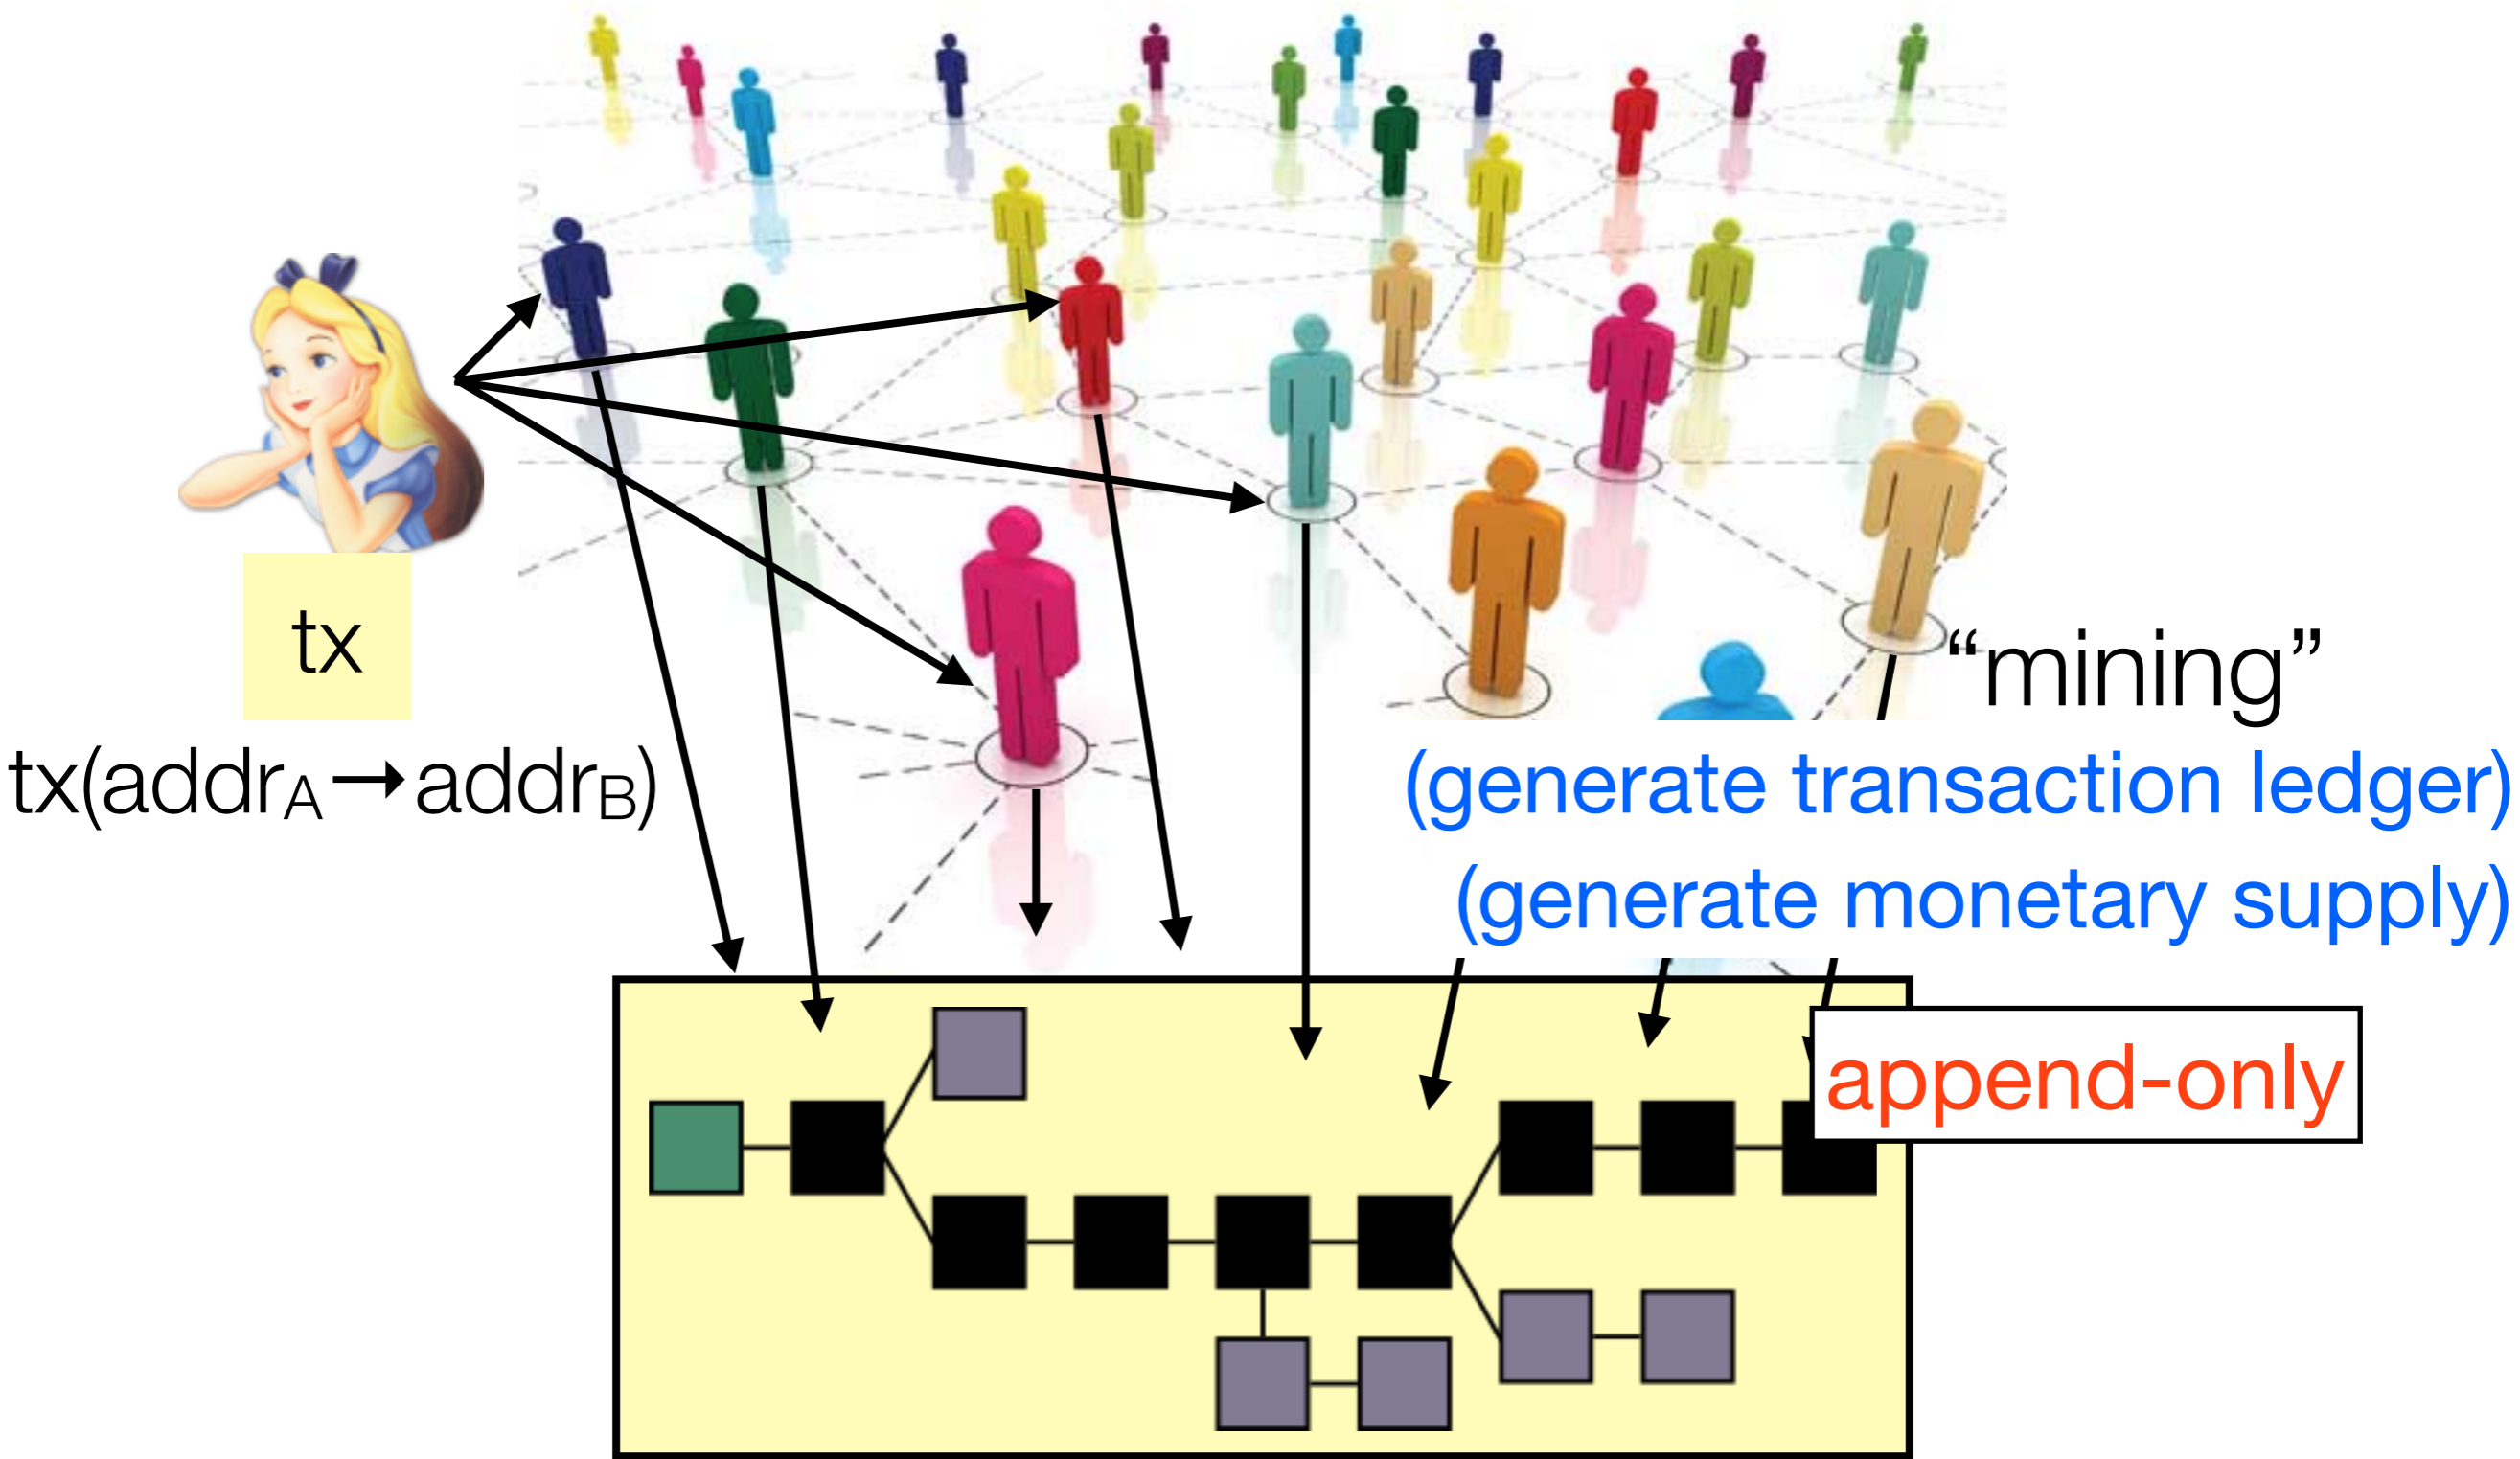 tx
tx(addrA→addrB)
“mining”
(generate transaction ledger)
(generate monetary supply)
append-only